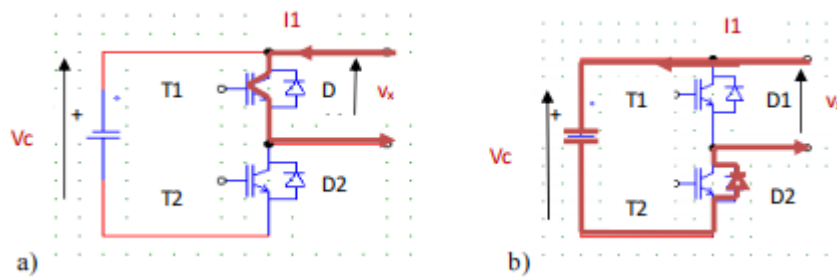 I1
T1
D
vx
+
Vc
T2
D2
a)
I1
T1
D1
+
Vc
T2
D2
b)